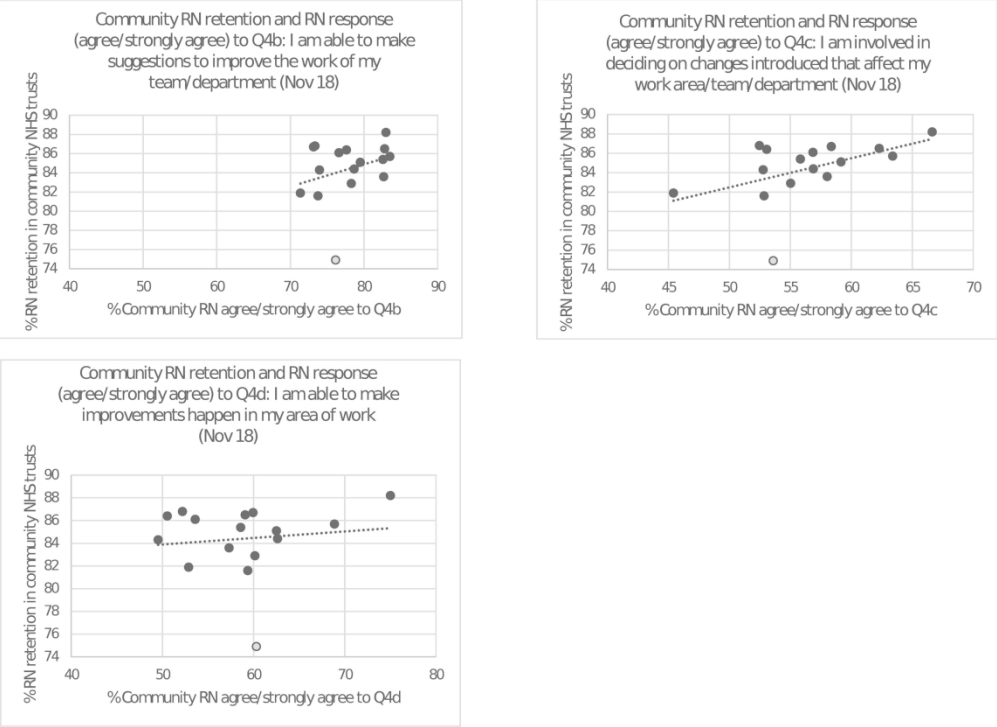 Community RN retention and RN response
(agree/strongly agree) to Q4b: I am able to make
suggestions to improve the work of my
team/department (Nov 18)
%RN retention in community NHS trusts
90
88
86
84
82
80
78
76
74
40 50 60 70 80 90
%Community RN agree/strongly agree to Q4b
Community RN retention and RN response
(agree/strongly agree) to Q4c: I am involved in
deciding on changes introduced that affect my
work area/team/department (Nov 18)
%RN retention in community NHS trusts
90
88
86
84
82
80
78
76
74
40 45 50 55 60 65 70
%Community RN agree/strongly agree to Q4c
Community RN retention and RN response
(agree/strongly agree) to Q4d: I am able to make
improvements happen in my area of work
(Nov 18)
%RN retention in community NHS trusts
90
88
86
84
82
80
78
76
74
40 50 60 70 80
%Community RN agree/strongly agree to Q4d